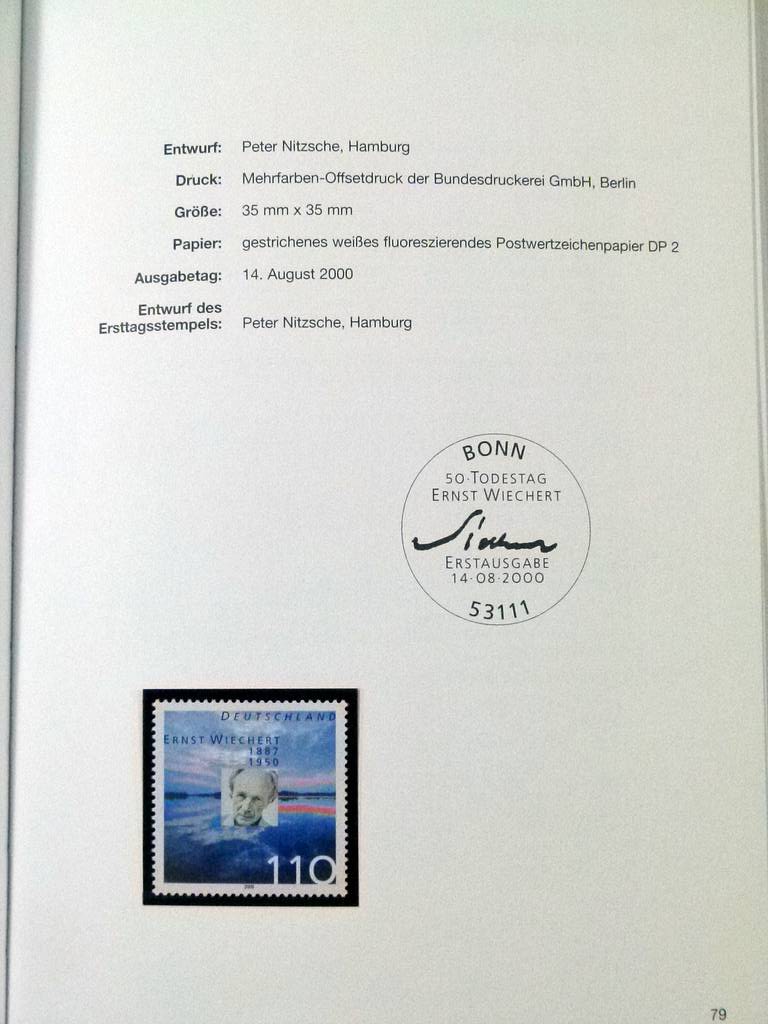 Entwurf: Peter Nitzsche, Hamburg
Druck: Mehrfarben-Offsetdruck der Bundesdruckerei GmbH, Berlin
Größe: 35 mm x 35 mm
Papier: gestrichenes weißes fluoreszierendes Postwertzeichenpapier DP 2
Ausgabetag: 14. August 2000
Entwurf des
Ersttagsstempels: Peter Nitzsche, Hamburg
BONN
50·TODESTAG
ERNST WIECHERT
ERSTAUSGABE
14·08·2000
53111
DEUTSCHLAND
ERNST WIECHERT
1887
1950
110
2000
79